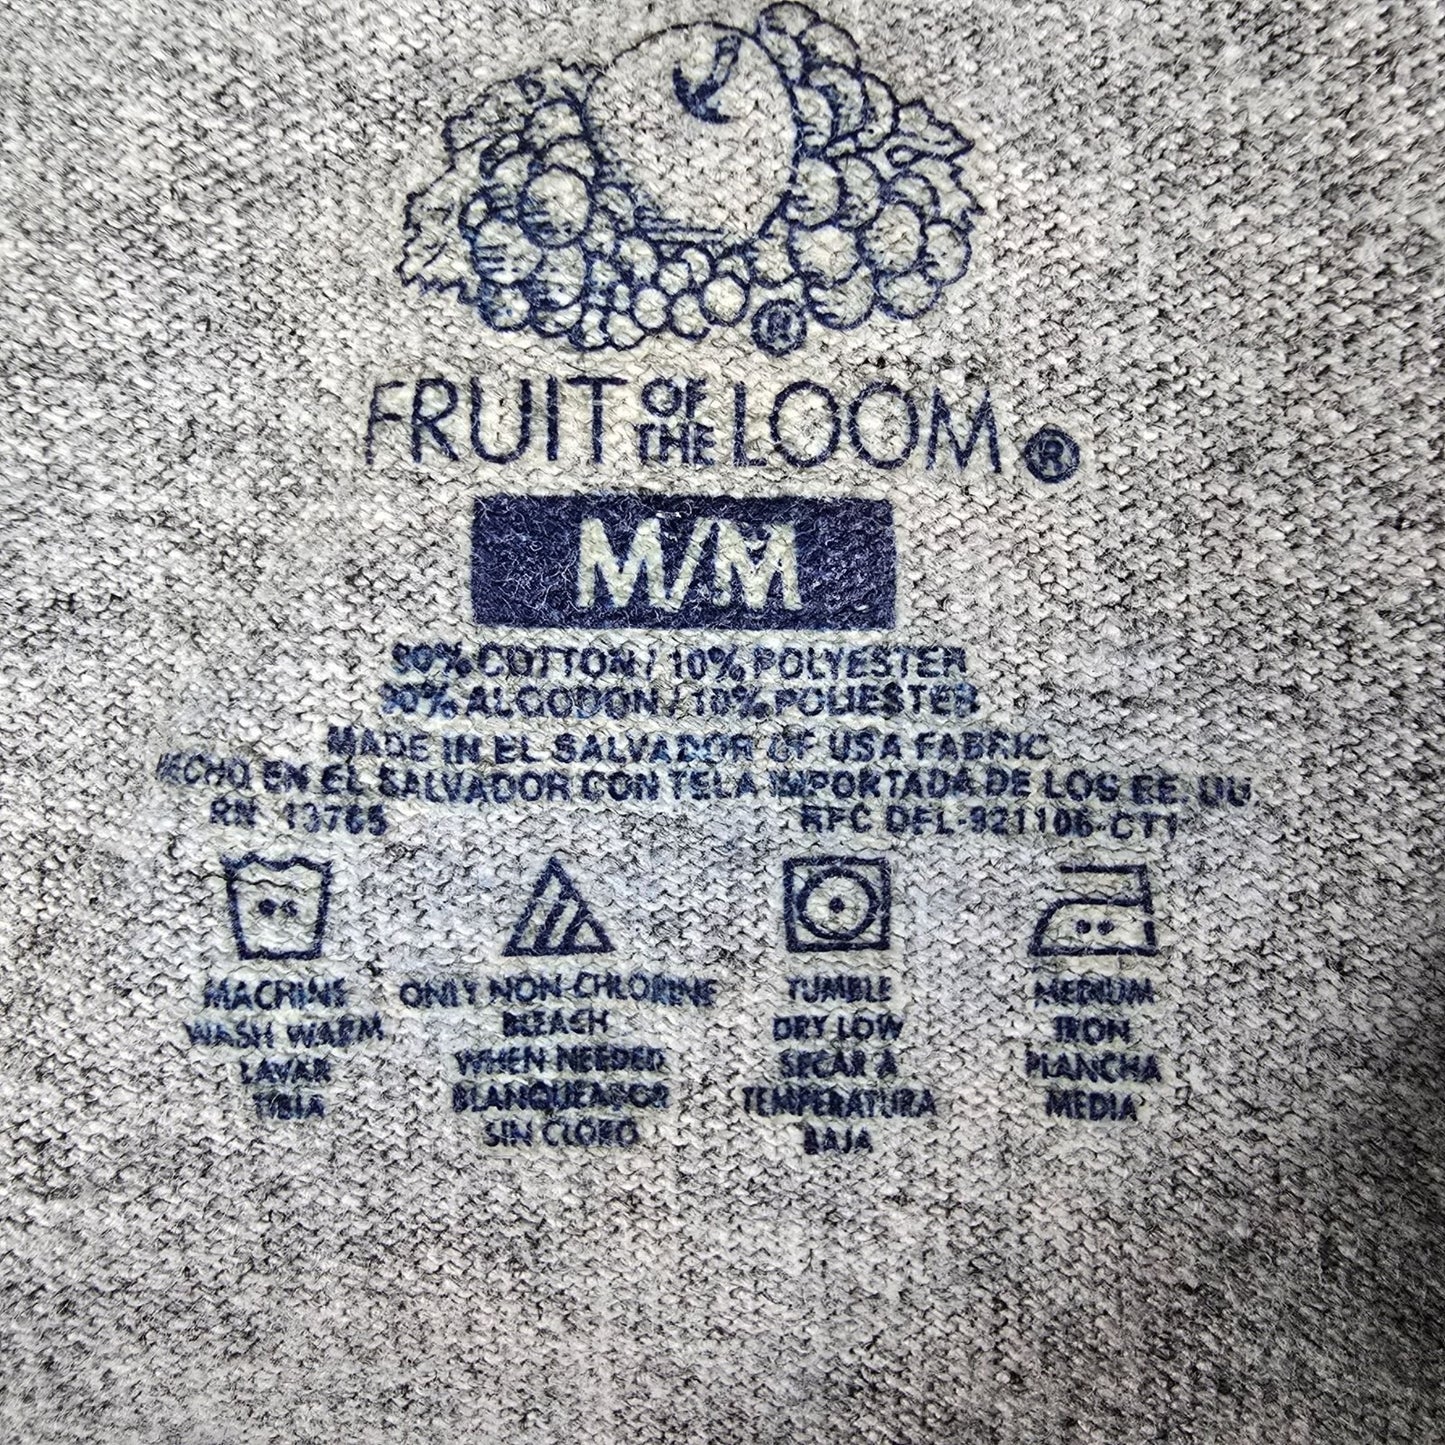 ®
FRUIT OF THE LOOM ®
M/M
90% COTTON / 10% POLYESTER
90% ALGODON / 10% POLIESTER
MADE IN EL SALVADOR OF USA FABRIC
HECHO EN EL SALVADOR CON TELA IMPORTADA DE LOS EE. UU.
RN 13765 RFC DFL-921106-CT1
MACHINE
WASH WARM
LAVAR
TIBIA
ONLY NON-CHLORINE
BLEACH
WHEN NEEDED
BLANQUEADOR
SIN CLORO
TUMBLE
DRY LOW
SECAR A
TEMPERATURA
BAJA
MEDIUM
IRON
PLANCHA
MEDIA